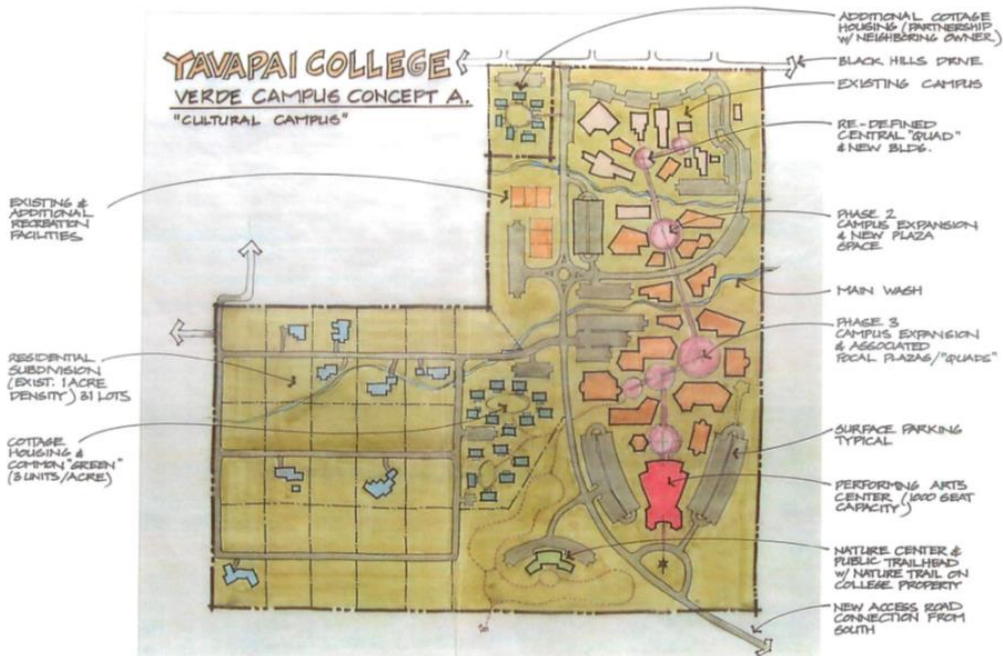 YAVAPAI COLLEGE
VERDE CAMPUS CONCEPT A.
"CULTURAL CAMPUS"
ADDITIONAL COTTAGE
HOUSING (PARTNERSHIP
W/ NEIGHBORING OWNER)
BLACK HILLS DRIVE
EXISTING CAMPUS
RE-DEFINED
CENTRAL "QUAD"
& NEW BLDG.
PHASE 2
CAMPUS EXPANSION
& NEW PLAZA
SPACE
MAIN WASH
PHASE 3
CAMPUS EXPANSION
& ASSOCIATED
FOCAL PLAZAS/"QUADS"
SURFACE PARKING
TYPICAL
PERFORMING ARTS
CENTER (1000 SEAT
CAPACITY)
NATURE CENTER &
PUBLIC TRAILHEAD
W/ NATURE TRAIL ON
COLLEGE PROPERTY
NEW ACCESS ROAD
CONNECTION FROM
SOUTH
EXISTING &
ADDITIONAL
RECREATION
FACILITIES
RESIDENTIAL
SUBDIVISION
(EXIST. 1 ACRE
DENSITY) 31 LOTS
COTTAGE
HOUSING &
COMMON "GREEN"
(3 UNITS/ACRE)